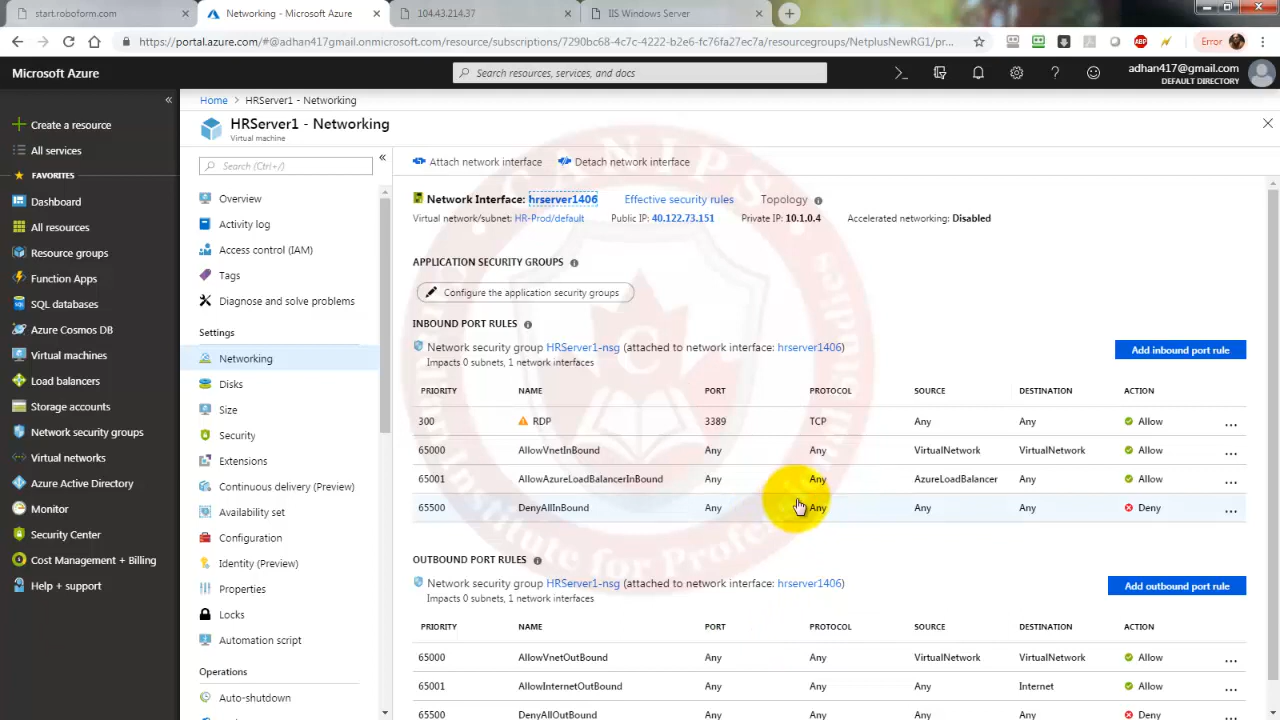 start.roboform.com
Networking - Microsoft Azure
104.43.214.37
IIS Windows Server
https://portal.azure.com/#@adhan417gmail.onmicrosoft.com/resource/subscriptions/7290bc68-4c7c-4222-b2e6-fc76fa27ec7a/resourcegroups/NetplusNewRG1/pr...
ABP
Error
Microsoft Azure
Search resources, services, and docs
adhan417@gmail.com
DEFAULT DIRECTORY
Create a resource
All services
FAVORITES
Dashboard
All resources
Resource groups
Function Apps
SQL databases
Azure Cosmos DB
Virtual machines
Load balancers
Storage accounts
Network security groups
Virtual networks
Azure Active Directory
Monitor
Security Center
Cost Management + Billing
Help + support
Home > HRServer1 - Networking
HRServer1 - Networking
Virtual machine
Search (Ctrl+/)
Overview
Activity log
Access control (IAM)
Tags
Diagnose and solve problems
Settings
Networking
Disks
Size
Security
Extensions
Continuous delivery (Preview)
Availability set
Configuration
Identity (Preview)
Properties
Locks
Automation script
Operations
Auto-shutdown
Attach network interface Detach network interface
Network Interface: hrserver1406 Effective security rules Topology
Virtual network/subnet: HR-Prod/default Public IP: 40.122.73.151 Private IP: 10.1.0.4 Accelerated networking: Disabled
APPLICATION SECURITY GROUPS
Configure the application security groups
INBOUND PORT RULES
Network security group HRServer1-nsg (attached to network interface: hrserver1406)
Impacts 0 subnets, 1 network interfaces
Add inbound port rule
PRIORITY NAME PORT PROTOCOL SOURCE DESTINATION ACTION
300 RDP 3389 TCP Any Any Allow ...
65000 AllowVnetInBound Any Any VirtualNetwork VirtualNetwork Allow ...
65001 AllowAzureLoadBalancerInBound Any Any AzureLoadBalancer Any Allow ...
65500 DenyAllInBound Any Any Any Any Deny ...
OUTBOUND PORT RULES
Network security group HRServer1-nsg (attached to network interface: hrserver1406)
Impacts 0 subnets, 1 network interfaces
Add outbound port rule
PRIORITY NAME PORT PROTOCOL SOURCE DESTINATION ACTION
65000 AllowVnetOutBound Any Any VirtualNetwork VirtualNetwork Allow ...
65001 AllowInternetOutBound Any Any Any Internet Allow ...
65500 DenyAllOutBound Any Any Any Any Deny ...